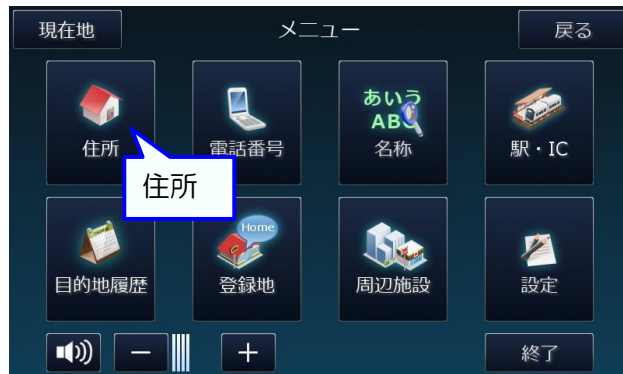 現在地
メニュー
戻る
住所
電話番号
あいう
AB
名称
駅・IC
住所
目的地履歴
Home
登録地
周辺施設
設定
－
＋
終了